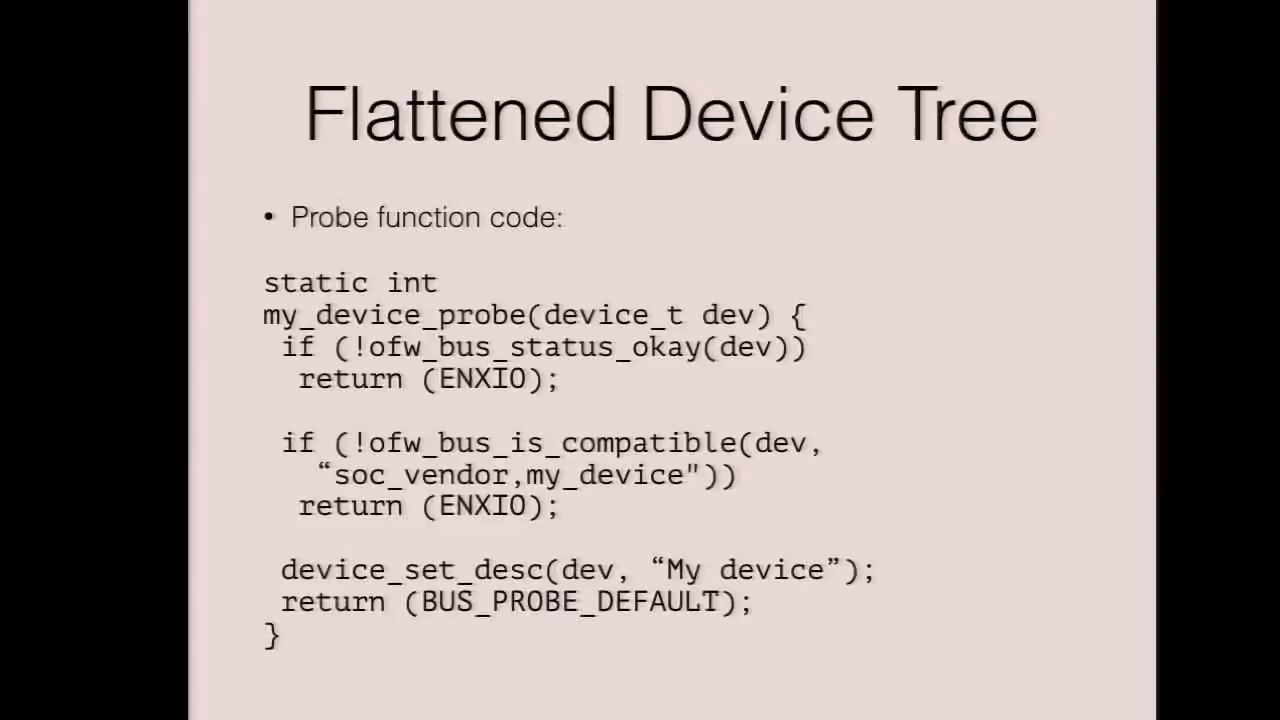 Flattened Device Tree
• Probe function code:
static int
my_device_probe(device_t dev) {
if (!ofw_bus_status_okay(dev))
return (ENXIO);
if (!ofw_bus_is_compatible(dev,
“soc_vendor,my_device"))
return (ENXIO);
device_set_desc(dev, “My device”);
return (BUS_PROBE_DEFAULT);
}